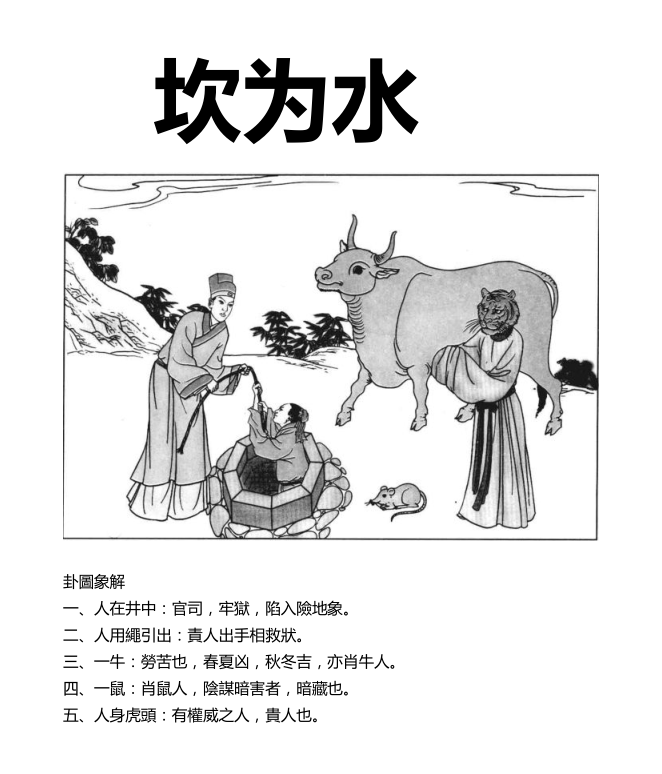 坎为水
卦圖象解
一、人在井中：官司，牢獄，陷入險地象。
二、人用繩引出：責人出手相救狀。
三、一牛：勞苦也，春夏凶，秋冬吉，亦肖牛人。
四、一鼠：肖鼠人，陰謀暗害者，暗藏也。
五、人身虎頭：有權威之人，貴人也。